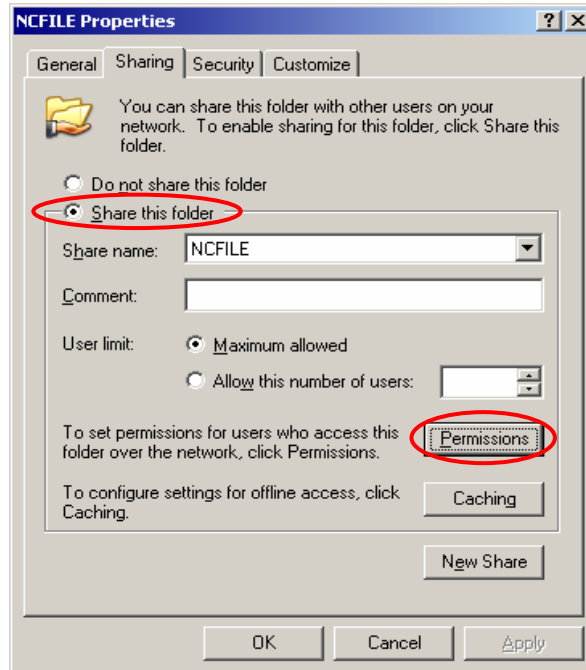 NCFILE Properties
General Sharing Security Customize
You can share this folder with other users on your
network. To enable sharing for this folder, click Share this
folder.
Do not share this folder
Share this folder
Share name: NCFILE
Comment:
User limit: Maximum allowed
Allow this number of users:
To set permissions for users who access this
folder over the network, click Permissions.
Permissions
To configure settings for offline access, click
Caching.
Caching
New Share
OK Cancel Apply